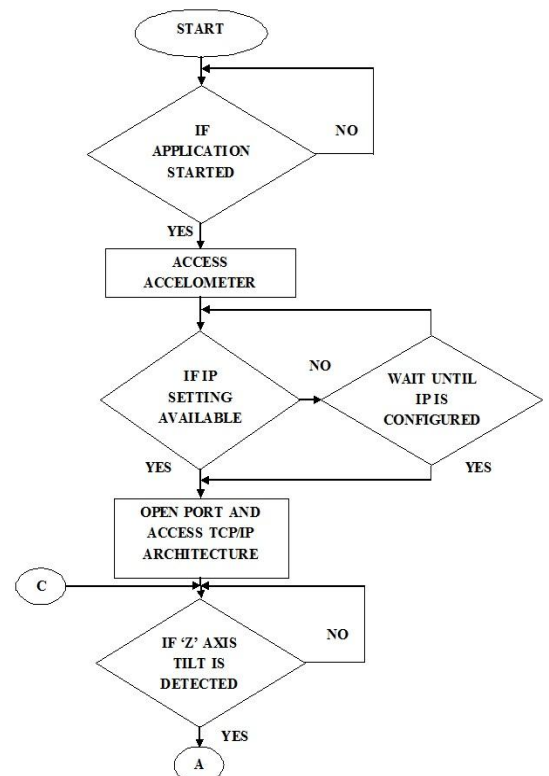 START
IF
APPLICATION
STARTED
NO
YES
ACCESS
ACCELOMETER
IF IP
SETTING
AVAILABLE
NO
WAIT UNTIL
IP IS
CONFIGURED
YES
YES
OPEN PORT AND
ACCESS TCP/IP
ARCHITECTURE
C
IF ‘Z’ AXIS
TILT IS
DETECTED
NO
YES
A